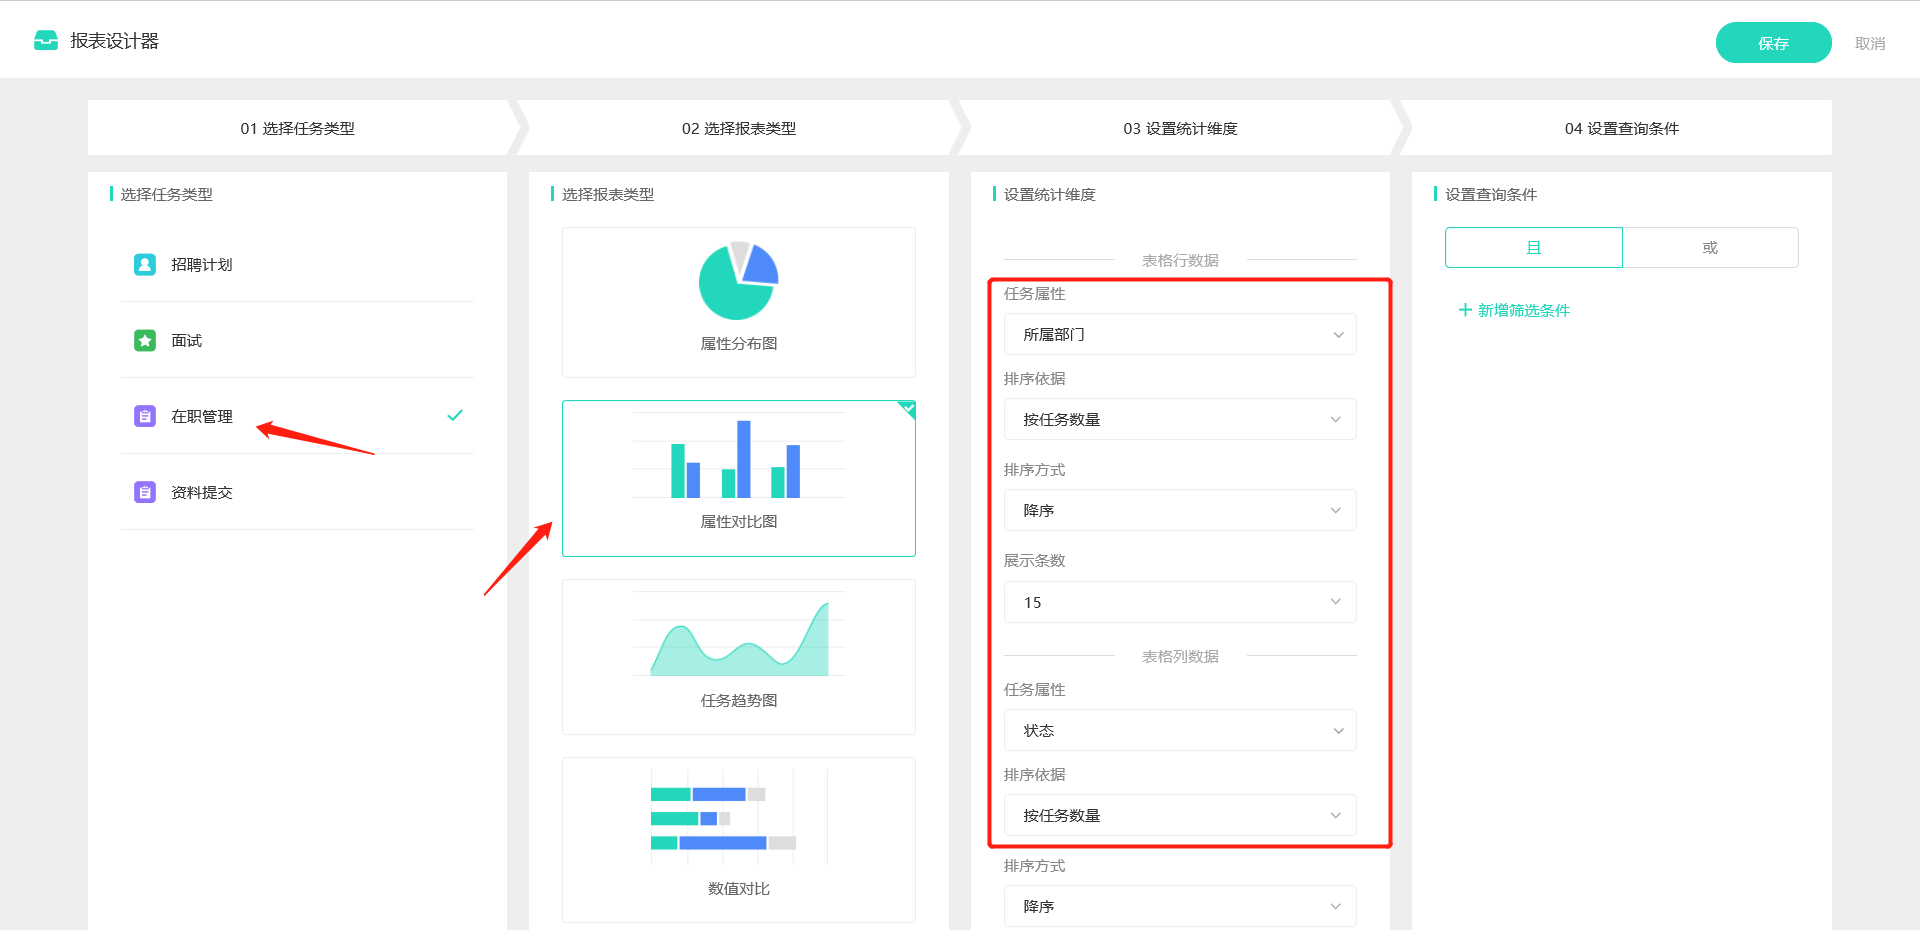 报表设计器
保存
取消
01 选择任务类型
02 选择报表类型
03 设置统计维度
04 设置查询条件
选择任务类型
招聘计划
面试
在职管理
资料提交
选择报表类型
属性分布图
属性对比图
任务趋势图
数值对比
设置统计维度
表格行数据
任务属性
所属部门
排序依据
按任务数量
排序方式
降序
展示条数
15
表格列数据
任务属性
状态
排序依据
按任务数量
排序方式
降序
设置查询条件
且
或
+ 新增筛选条件